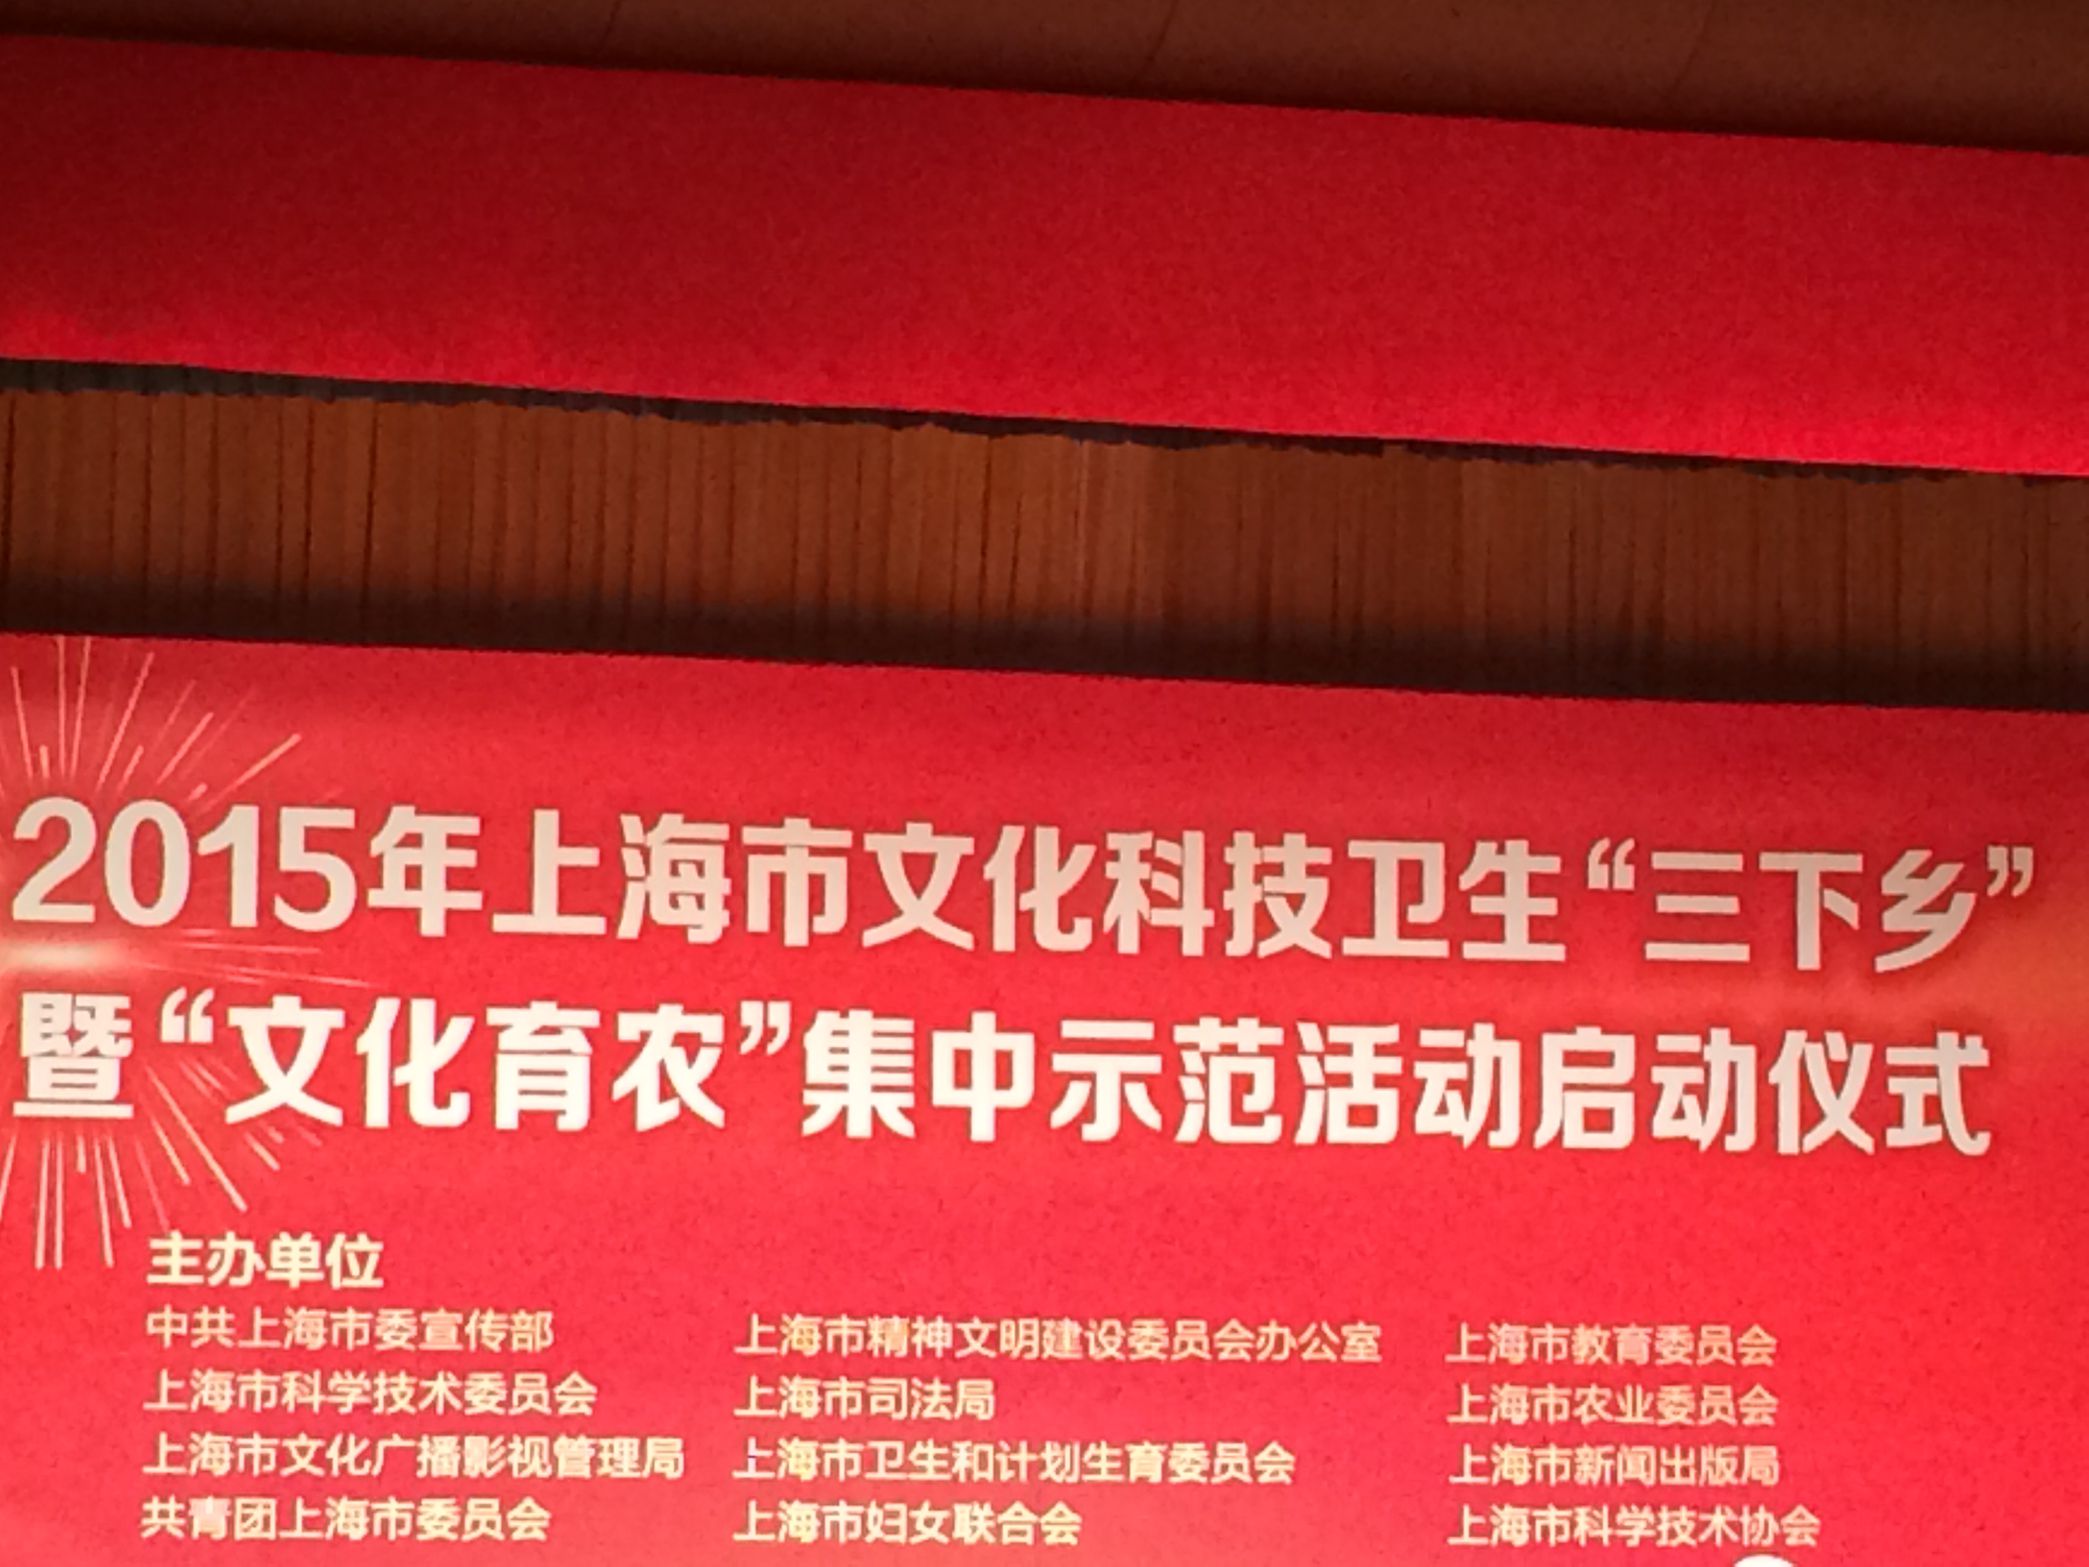 2015年上海市文化科技卫生“三下乡”
暨“文化育农”集中示范活动启动仪式
主办单位
中共上海市委宣传部 上海市精神文明建设委员会办公室 上海市教育委员会
上海市科学技术委员会 上海市司法局 上海市农业委员会
上海市文化广播影视管理局 上海市卫生和计划生育委员会 上海市新闻出版局
共青团上海市委员会 上海市妇女联合会 上海市科学技术协会